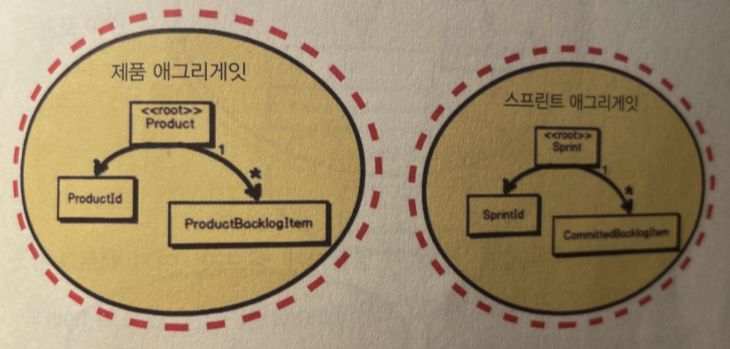 제품 애그리게잇
<<root>>
Product
1
*
ProductId
ProductBacklogItem
스프린트 애그리게잇
<<root>>
Sprint
1
*
SprintId
CommittedBacklogItem